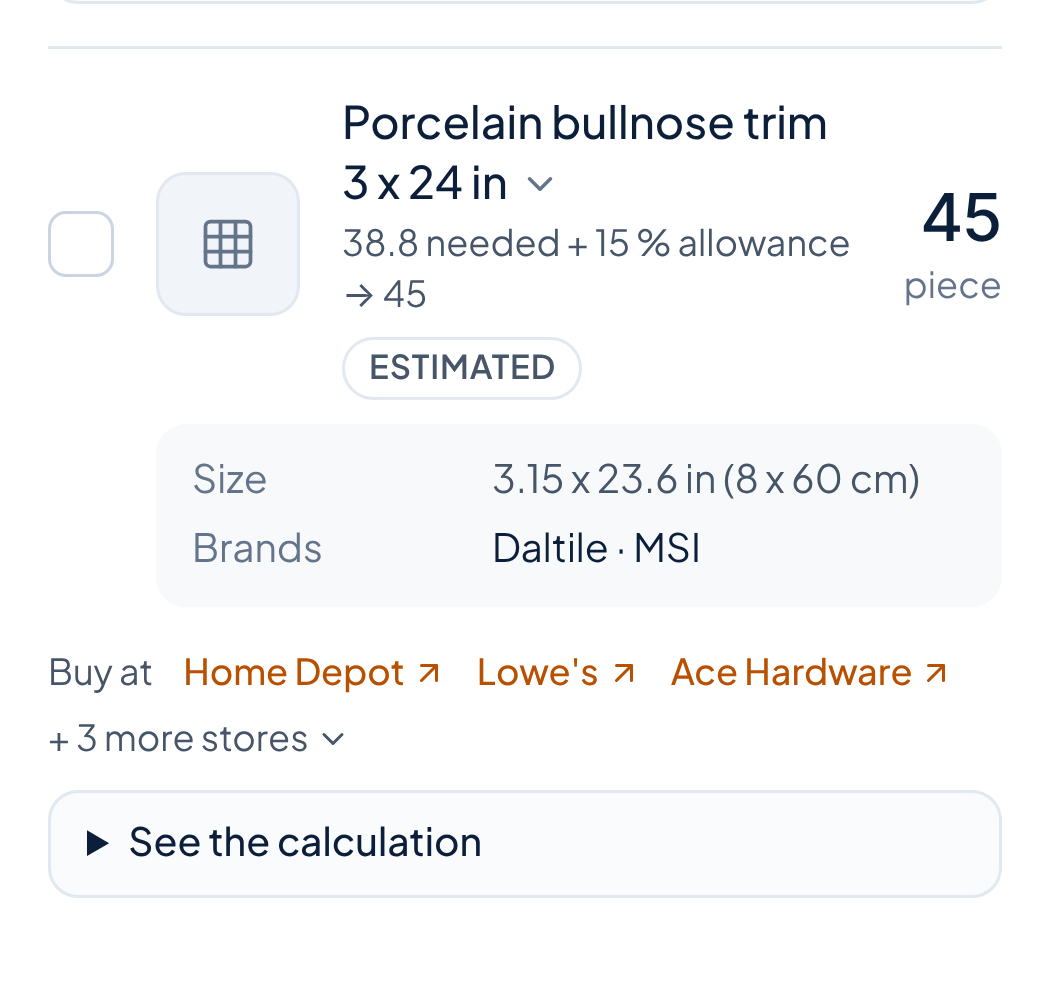 Porcelain bullnose trim
3 x 24 in
38.8 needed + 15 % allowance
→ 45
45
piece
ESTIMATED
Size 3.15 x 23.6 in (8 x 60 cm)
Brands Daltile · MSI
Buy at Home Depot ↗ Lowe's ↗ Ace Hardware ↗
+ 3 more stores
See the calculation